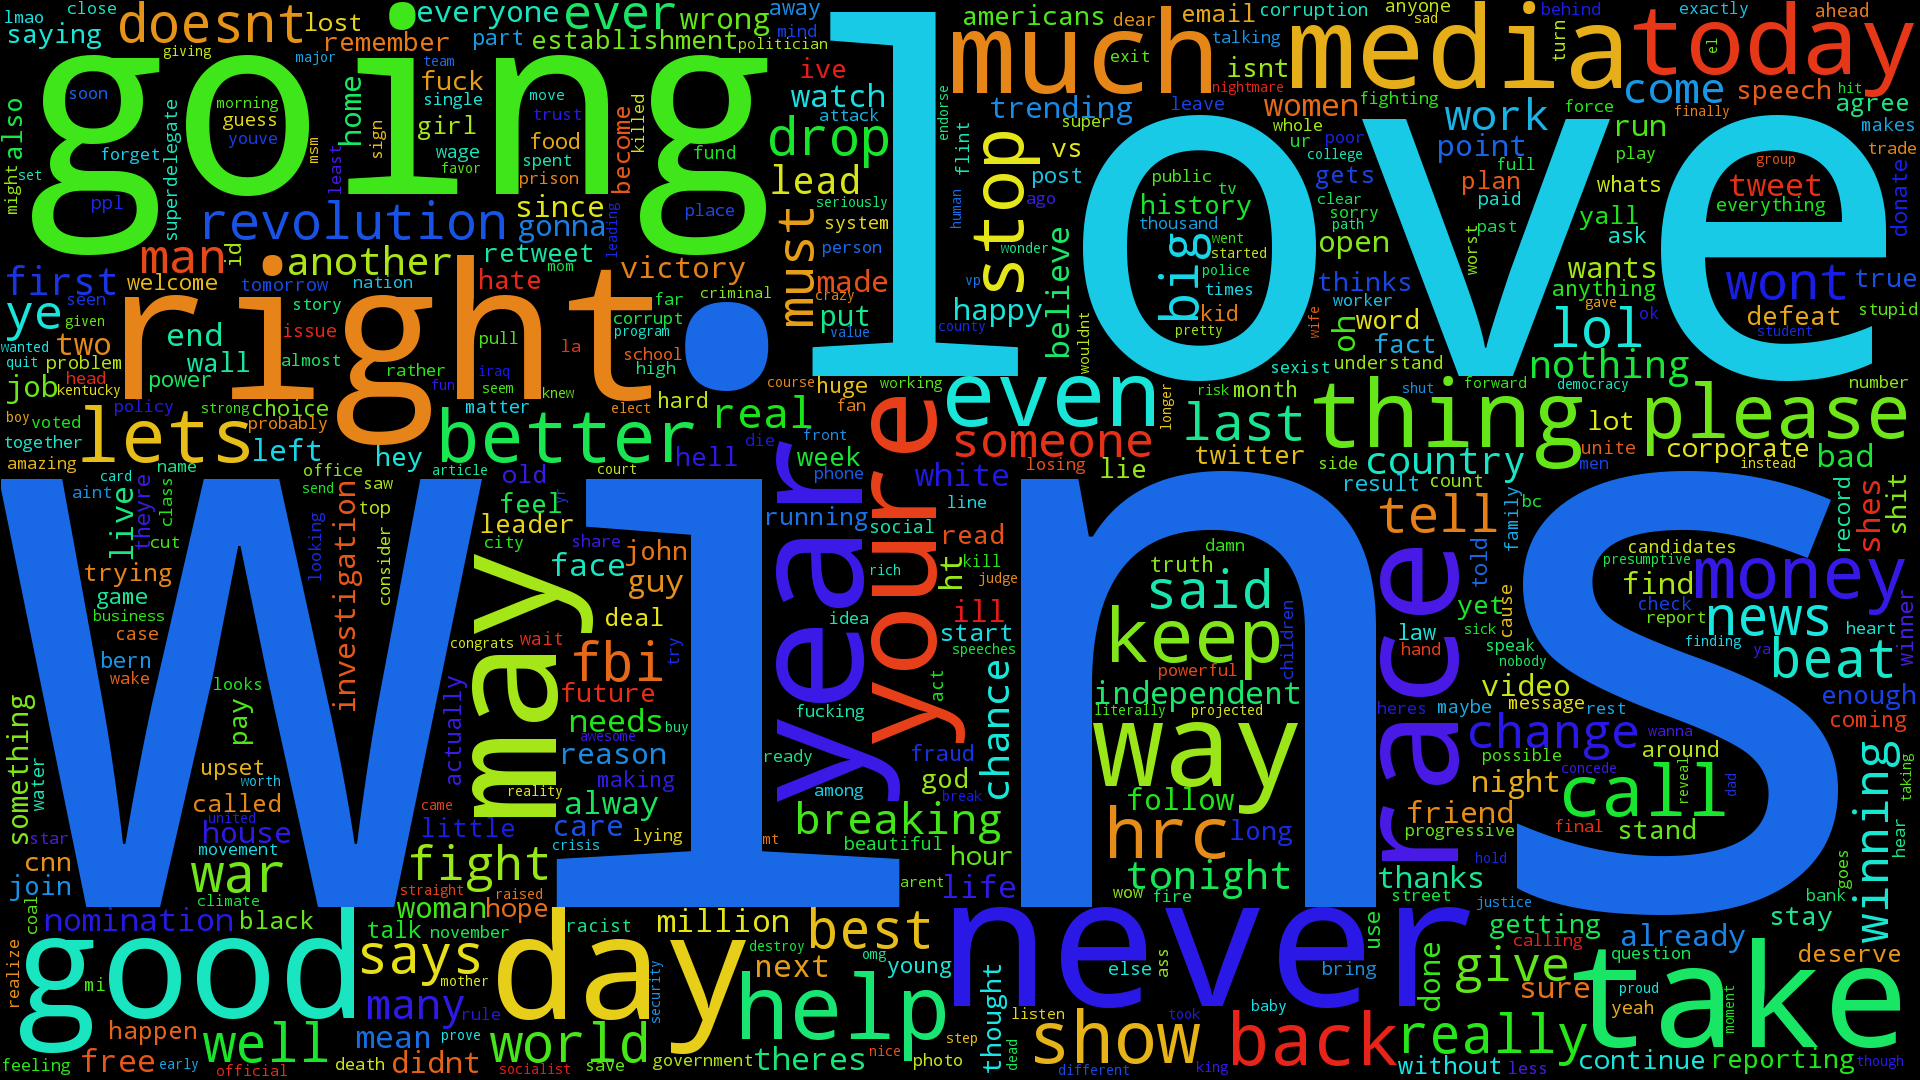 lmao
close
saying
doesnt
lost
everyone
ever
wrong
away
americans
dear
email
corruption
anyone
behind
exactly
ahead
giving
remember
part
establishment
politician
mind
much
talking
sad
media
turn
today
el
going
major
team
fuck
ive
love
exit
isnt
come
speech
hit
soon
morning
guess
youve
home
single
move
watch
attack
endorse
trending
leave
nightmare
women
fighting
work
force
finally
agree
also
might
forget
superdelegate
msm
sign
girl
wage
favor
trust
food
spent
prison
killed
fund
drop
flint
stop
super
vs
whole
ur
poor
college
point
run
play
makes
trade
set
ppl
least
become
since
place
lead
seriously
post
ago
public
tv
history
thousand
gets
clear
sorry
path
plan
full
paid
past
whats
group
tweet
everything
donate
revolution
gonna
leading
must
system
person
human
wonder
believe
big
went
started
police
times
open
worst
yall
ask
man
id
another
retweet
hate
mom
victory
made
crazy
vp
happy
kid
pretty
thinks
worker
wants
anything
gave
wont
true
first
welcome
tomorrow
nation
seen
ye
given
right
story
issue
far
corrupt
criminal
program
put
value
county
wouldnt
wife
oh
word
fact
lol
ok
defeat
student
stupid
wanted
two
end
wall
almost
pull
la
school
high
sexist
understand
nothing
quit
problem
job
head
kentucky
power
rather
fun
iraq
seem
knew
course
huge
fan
working
even
longer
risk
month
shut
forward
democracy
number
boy
voted
policy
strong
choice
probably
matter
elect
hard
real
youre
someone
last
thing
lot
please
together
lets
left
hey
better
die
front
hell
week
twitter
side
country
unite
corporate
bad
amazing
name
card
office
article
court
phone
losing
lie
men
instead
aint
live
theyre
class
send
saw
old
year
white
line
result
count
bc
record
shes
shit
cut
looking
investigation
top
consider
feel
leader
city
yr
running
social
read
tell
family
candidates
presumptive
trying
game
wins
may
share
face
john
guy
rich
ht
kill
judge
damn
truth
said
told
find
money
business
case
deal
idea
ill
start
keep
children
race
yet
cause
check
report
news
heart
winner
bern
wake
congrats
wait
fbi
try
speeches
powerful
law
hand
sick
speak
nobody
finding
ya
beat
something
looks
pay
actually
future
needs
buy
fucking
act
chance
independent
literally
projected
heres
maybe
video
message
rest
enough
coming
water
upset
worth
reality
awesome
reason
making
ready
fraud
god
way
change
wanna
possible
around
winning
called
came
alway
among
break
follow
night
concede
call
reveal
dad
taking
star
united
house
little
care
lying
mt
breaking
hrc
long
friend
progressive
final
stand
hear
cnn
movement
war
crisis
fight
beautiful
hour
tonight
hold
goes
join
climate
straight
raised
arent
life
wow
fire
thanks
street
justice
bank
coal
nomination
black
woman
hope
million
best
never
use
getting
calling
already
stay
realize
good
talk
november
racist
says
day
destroy
omg
young
else
ass
bring
done
give
question
deserve
mi
mother
security
next
help
thought
baby
sure
take
proud
yeah
moment
happen
many
rule
well
mean
prove
world
listen
took
show
back
really
feeling
free
early
official
death
didnt
socialist
nice
save
government
theres
step
photo
dead
different
king
without
less
continue
reporting
though